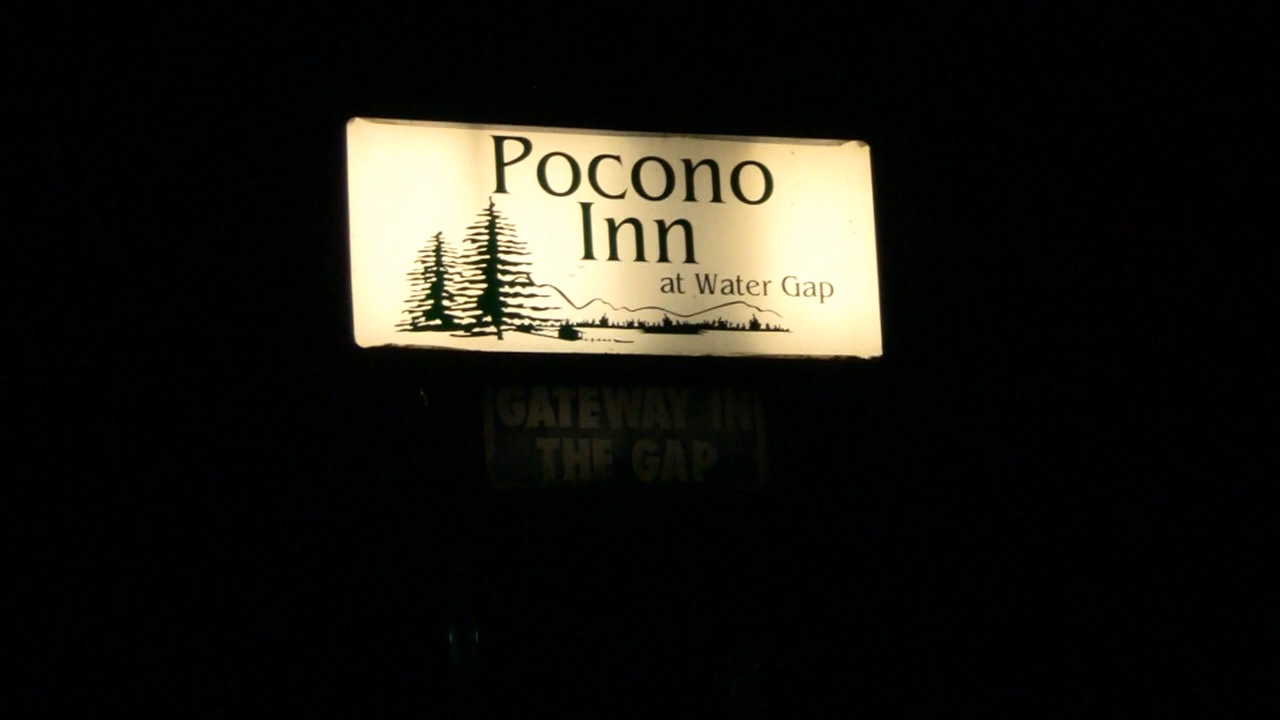 Pocono
Inn
at Water Gap
GATEWAY IN
THE GAP